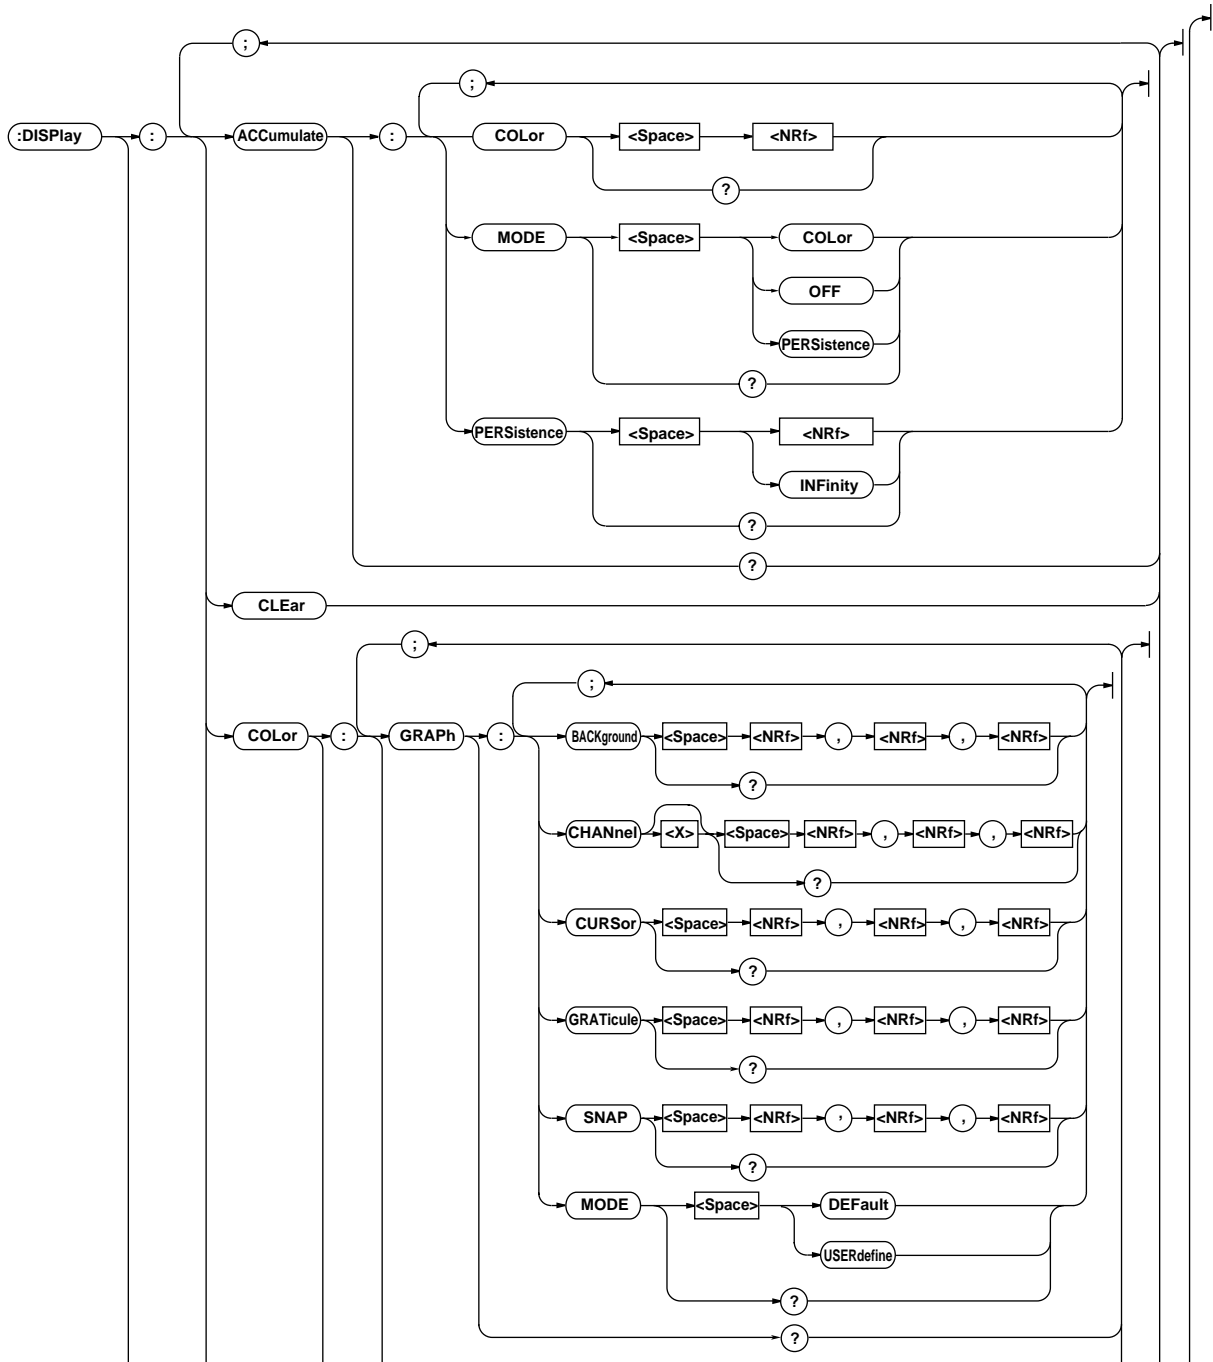 ;
;
:DISPlay : ACCumulate : COLor <Space> <NRf>
?
MODE <Space> COLor
OFF
PERSistence
?
PERSistence <Space> <NRf>
INFinity
?
?
CLEar
;
;
COLor : GRAPh : BACKground <Space> <NRf> , <NRf> , <NRf>
?
CHANnel <X> <Space> <NRf> , <NRf> , <NRf>
?
CURSor <Space> <NRf> , <NRf> , <NRf>
?
GRATicule <Space> <NRf> , <NRf> , <NRf>
?
SNAP <Space> <NRf> , <NRf> , <NRf>
?
MODE <Space> DEFault
USERdefine
?
?